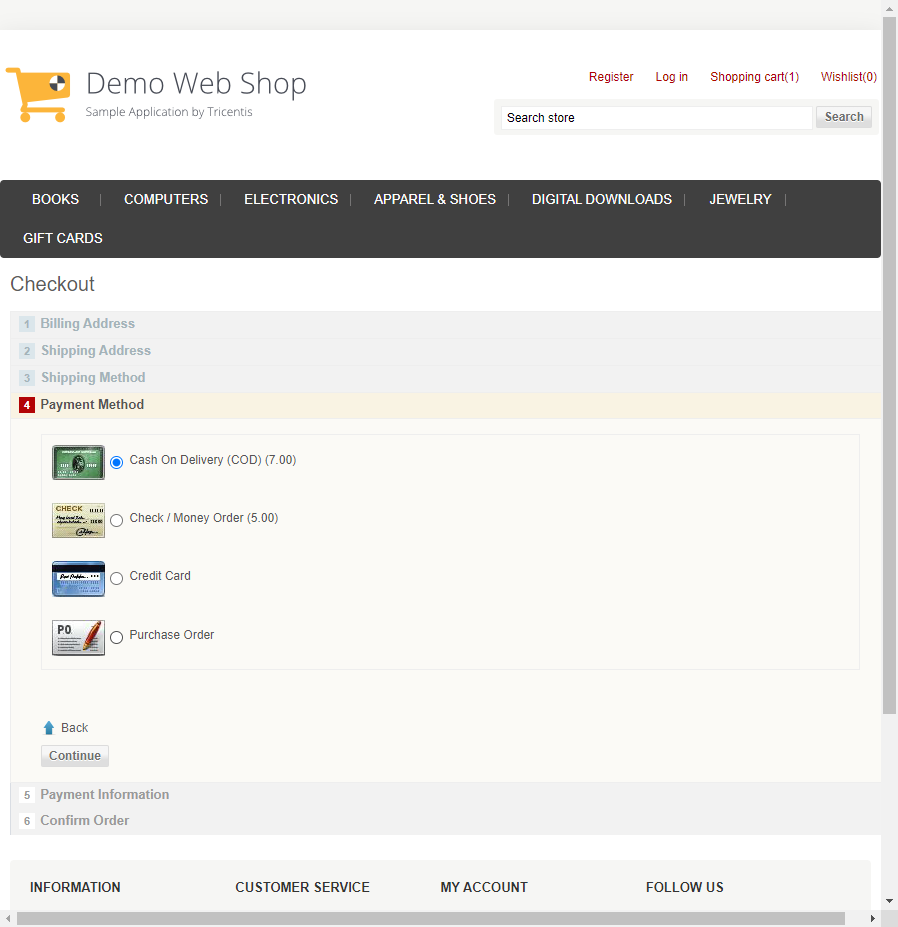 Demo Web Shop
Sample Application by Tricentis
Register Log in Shopping cart(1) Wishlist(0)
Search store Search
BOOKS COMPUTERS ELECTRONICS APPAREL & SHOES DIGITAL DOWNLOADS JEWELRY
GIFT CARDS
Checkout
1 Billing Address
2 Shipping Address
3 Shipping Method
4 Payment Method
Cash On Delivery (COD) (7.00)
CHECK
Check / Money Order (5.00)
Credit Card
P.O.
Purchase Order
Back
Continue
5 Payment Information
6 Confirm Order
INFORMATION CUSTOMER SERVICE MY ACCOUNT FOLLOW US